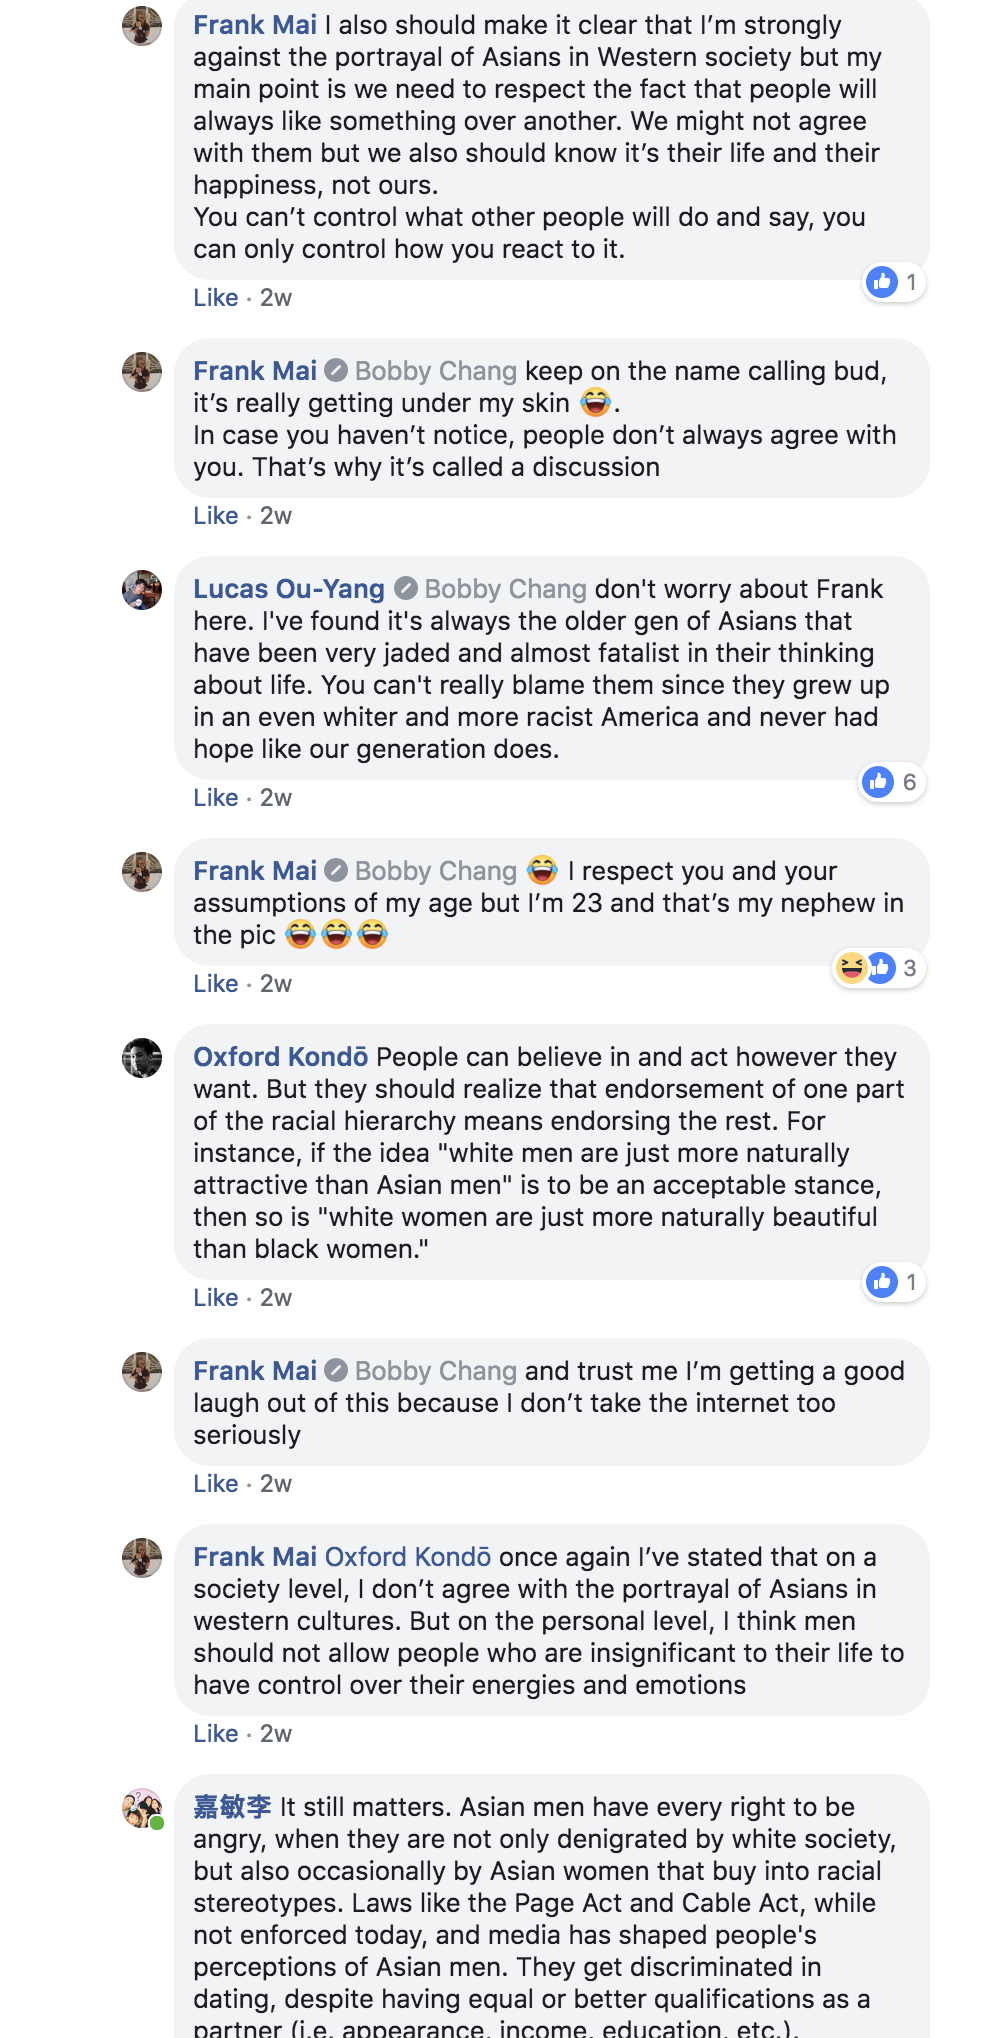 Frank Mai I also should make it clear that I’m strongly
against the portrayal of Asians in Western society but my
main point is we need to respect the fact that people will
always like something over another. We might not agree
with them but we also should know it’s their life and their
happiness, not ours.
You can’t control what other people will do and say, you
can only control how you react to it.
1
Like · 2w
Frank Mai Bobby Chang keep on the name calling bud,
it’s really getting under my skin 😂.
In case you haven’t notice, people don’t always agree with
you. That’s why it’s called a discussion
Like · 2w
Lucas Ou-Yang Bobby Chang don't worry about Frank
here. I've found it's always the older gen of Asians that
have been very jaded and almost fatalist in their thinking
about life. You can't really blame them since they grew up
in an even whiter and more racist America and never had
hope like our generation does.
6
Like · 2w
Frank Mai Bobby Chang 😂 I respect you and your
assumptions of my age but I’m 23 and that’s my nephew in
the pic 😂😂😂
3
Like · 2w
Oxford Kondō People can believe in and act however they
want. But they should realize that endorsement of one part
of the racial hierarchy means endorsing the rest. For
instance, if the idea "white men are just more naturally
attractive than Asian men" is to be an acceptable stance,
then so is "white women are just more naturally beautiful
than black women."
1
Like · 2w
Frank Mai Bobby Chang and trust me I’m getting a good
laugh out of this because I don’t take the internet too
seriously
Like · 2w
Frank Mai Oxford Kondō once again I’ve stated that on a
society level, I don’t agree with the portrayal of Asians in
western cultures. But on the personal level, I think men
should not allow people who are insignificant to their life to
have control over their energies and emotions
Like · 2w
嘉敏李 It still matters. Asian men have every right to be
angry, when they are not only denigrated by white society,
but also occasionally by Asian women that buy into racial
stereotypes. Laws like the Page Act and Cable Act, while
not enforced today, and media has shaped people's
perceptions of Asian men. They get discriminated in
dating, despite having equal or better qualifications as a
partner (i.e. appearance, income, education, etc.).